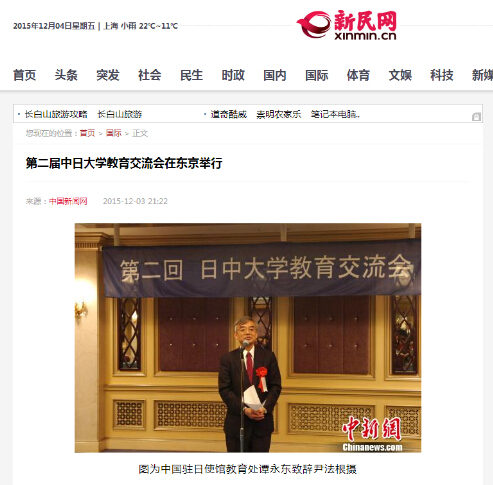 2015年12月04日星期五 | 上海 小雨 22℃~11℃
新民网
xinmin.cn
首页 头条 突发 社会 民生 时政 国内 国际 体育 文娱 科技 新媒
· 长白山旅游攻略 长白山旅游 · 道奇酷威 崇明农家乐 笔记本电脑..
您现在的位置：首页 > 国际 > 正文
第二届中日大学教育交流会在东京举行
来源：中国新闻网 2015-12-03 21:22
第二回 日中大学教育交流会
中新网
图为中国驻日使馆教育处谭永东致辞尹法根摄